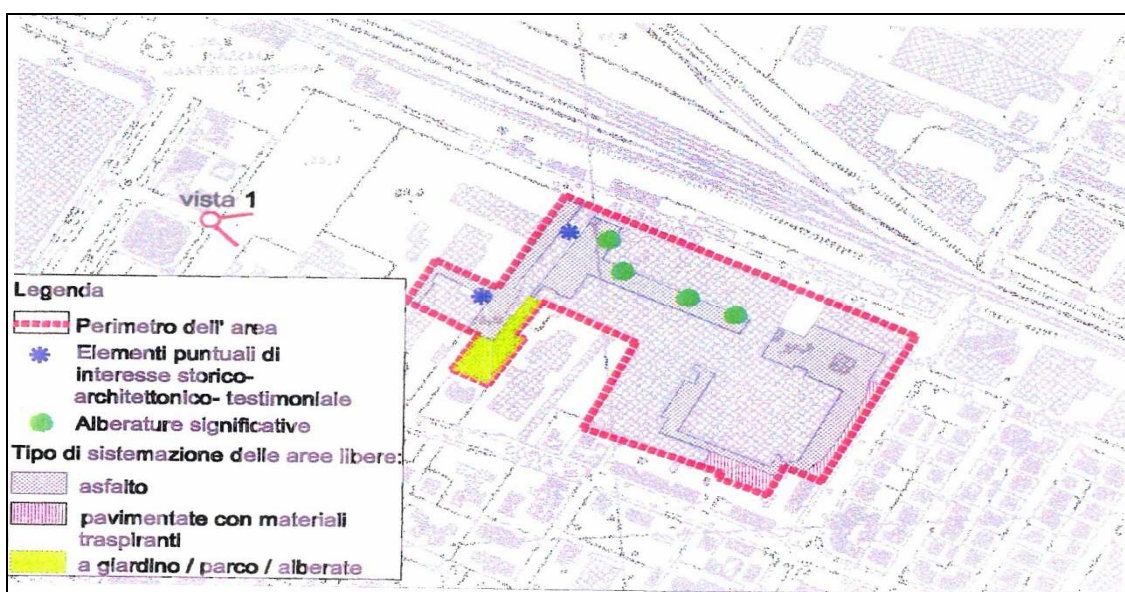 vista 1
Legenda
Perimetro dell' area
Elementi puntuali di
interesse storico-
architettonico- testimoniale
Alberature significative
Tipo di sistemazione delle aree libere:
asfalto
pavimentate con materiali
traspiranti
a giardino / parco / alberate